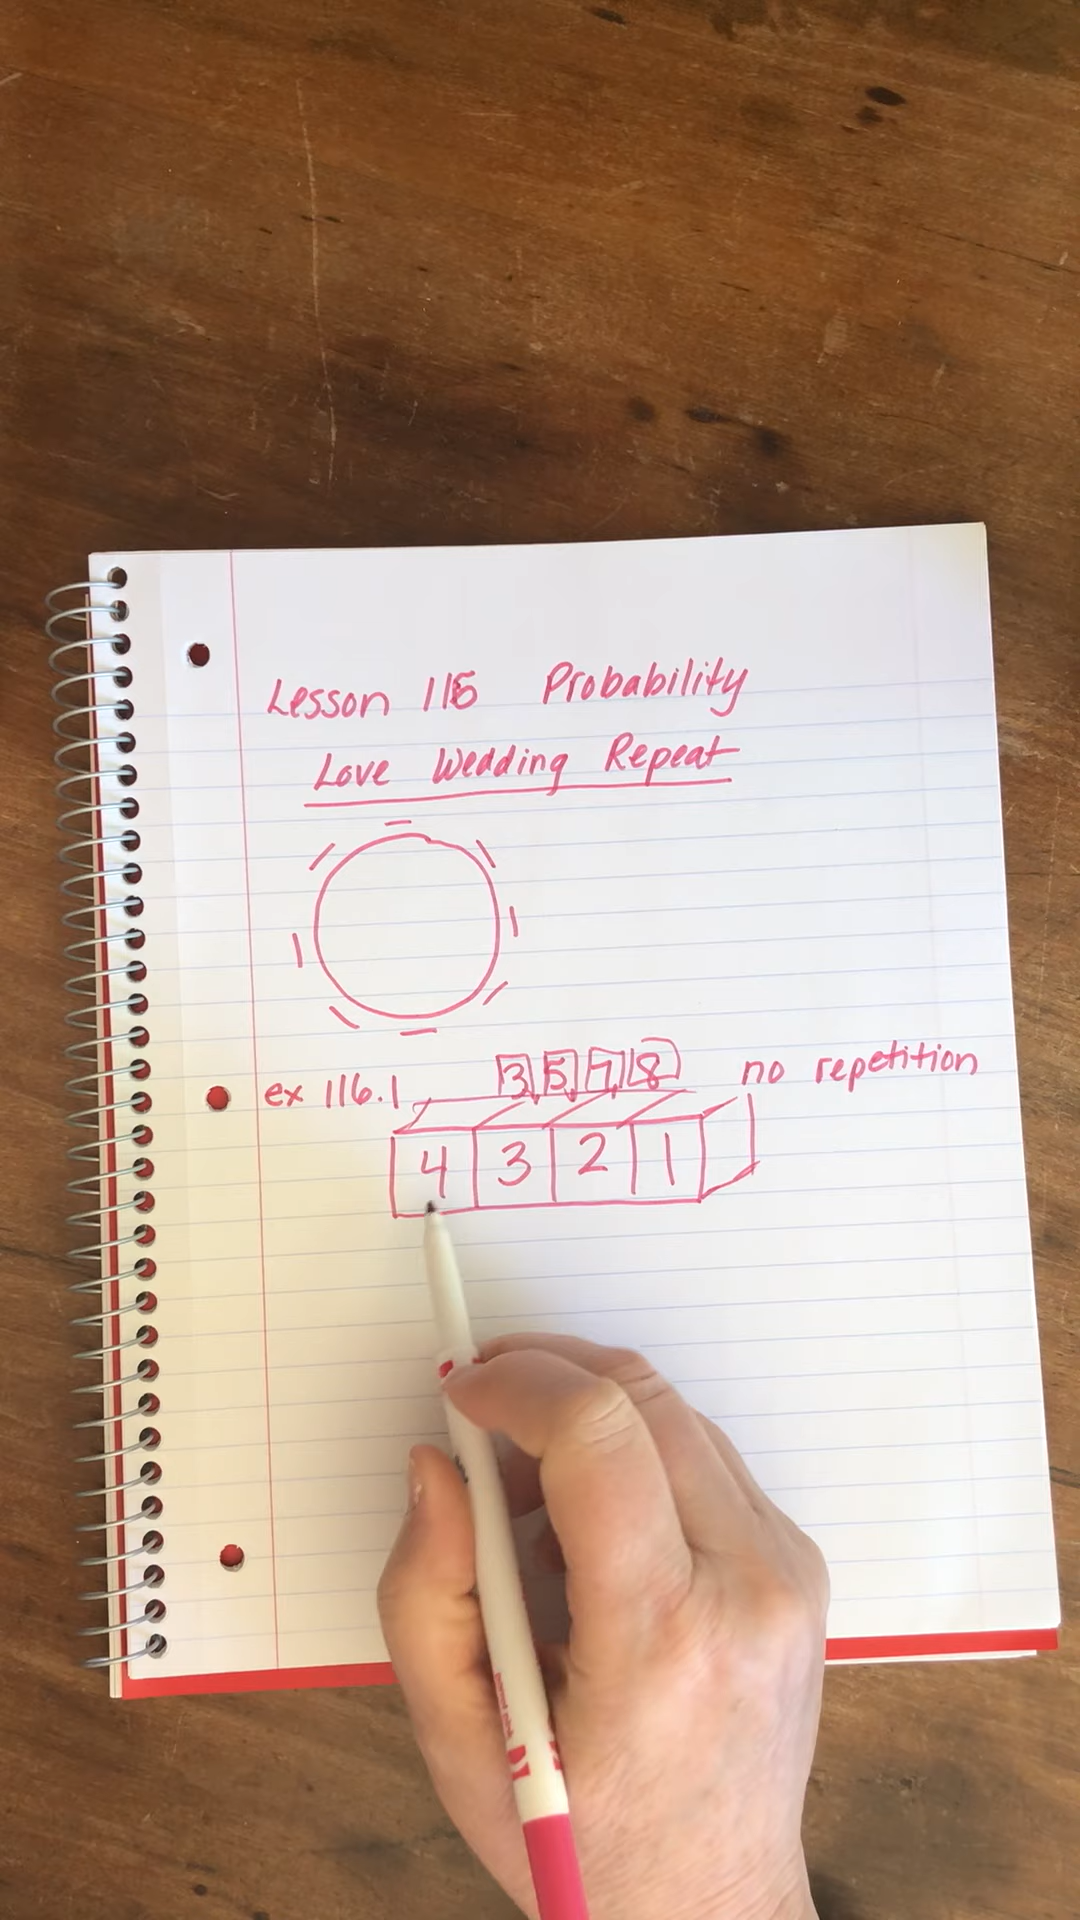 Lesson 116 Probability
Love Wedding Repeat
3 5 7 8 no repetition
ex 116.1
4 3 2 1